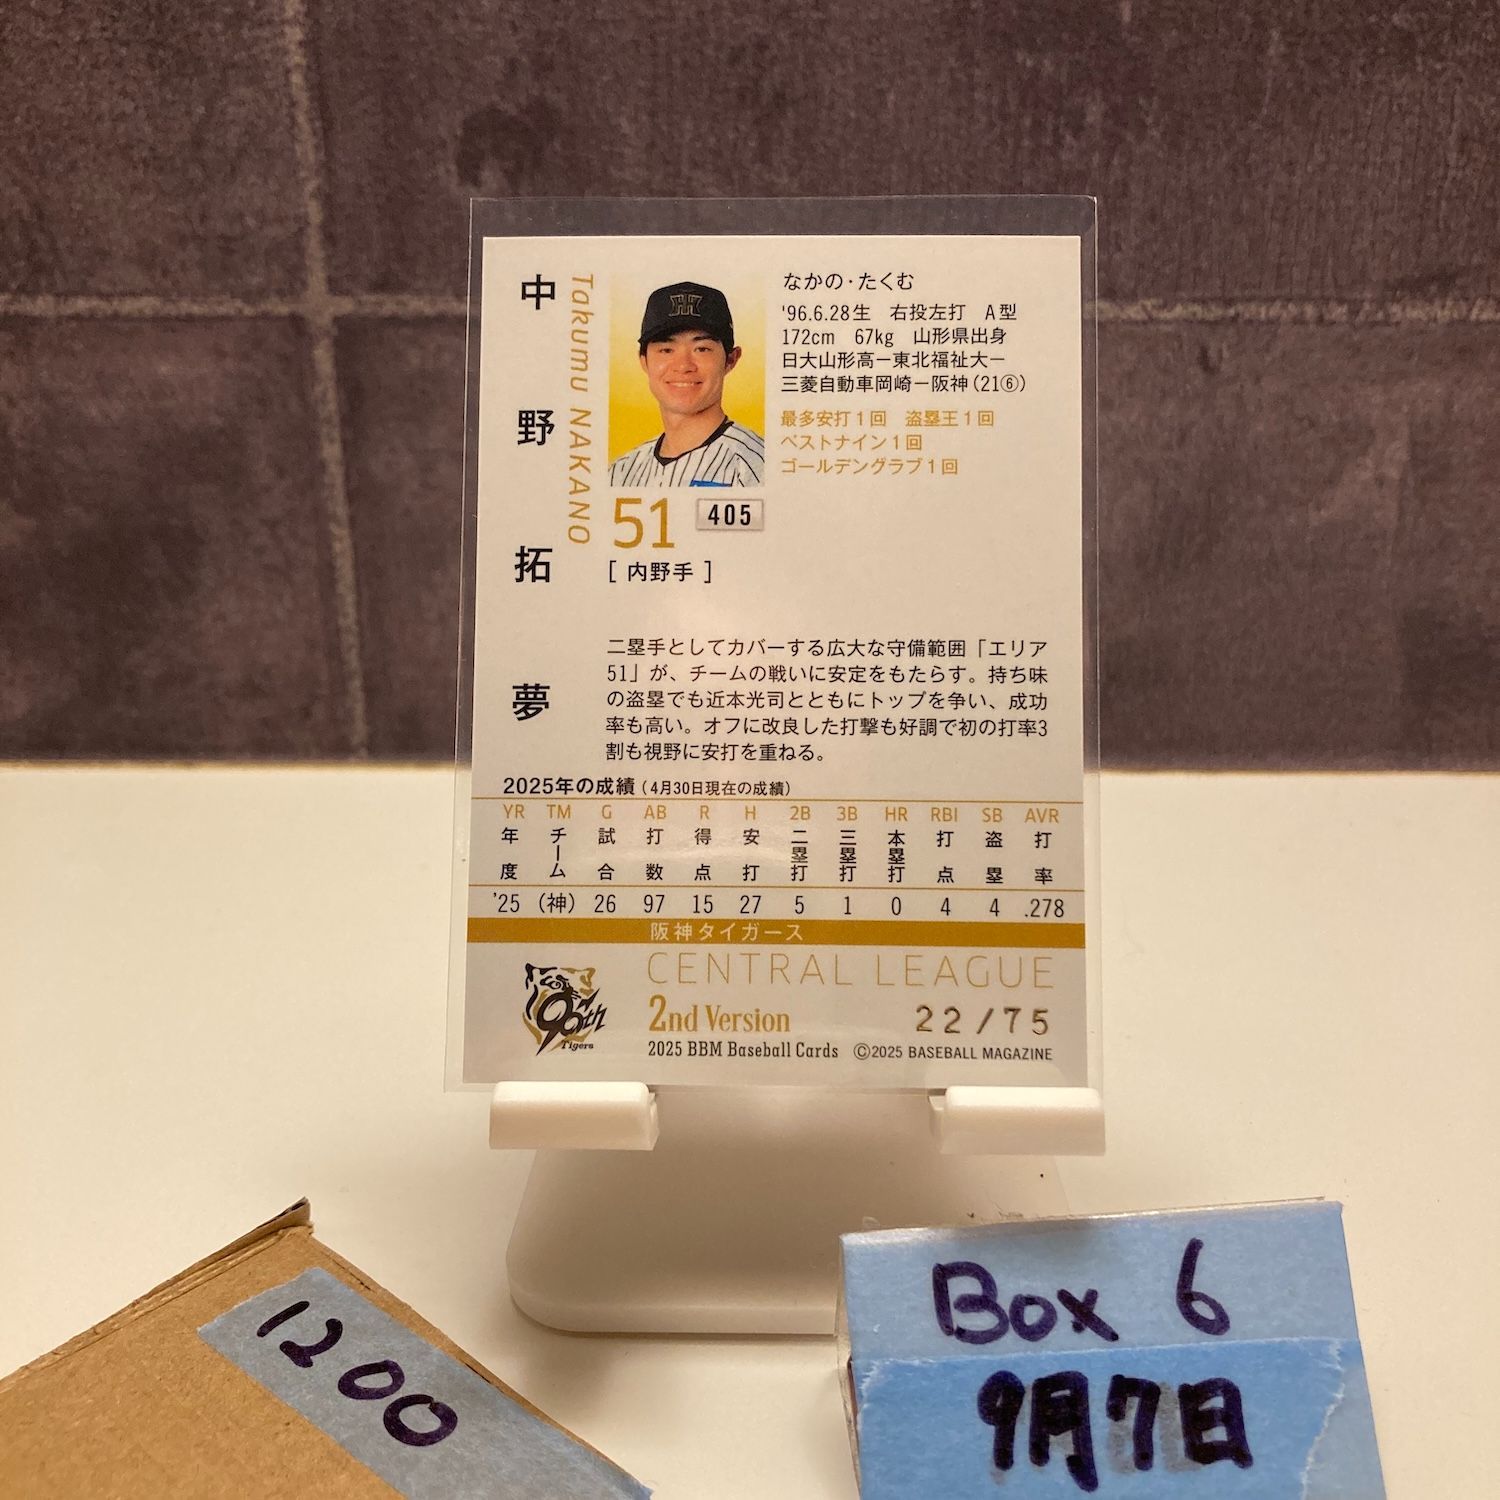 中野拓夢
Takumu NAKANO
なかの・たくむ
'96.6.28生 右投左打 A型
172cm 67kg 山形県出身
日大山形高－東北福祉大－
三菱自動車岡崎－阪神(21⑥)
最多安打1回 盗塁王1回
ベストナイン1回
ゴールデングラブ1回
51 405
[ 内野手 ]
二塁手としてカバーする広大な守備範囲「エリア
51」が、チームの戦いに安定をもたらす。持ち味
の盗塁でも近本光司とともにトップを争い、成功
率も高い。オフに改良した打撃も好調で初の打率3
割も視野に安打を重ねる。
2025年の成績(4月30日現在の成績)
YR TM G AB R H 2B 3B HR RBI SB AVR
年度 チーム 試合 打数 得点 安打 二塁打 三塁打 本塁打 打点 盗塁 打率
'25 (神) 26 97 15 27 5 1 0 4 4 .278
阪神タイガース
CENTRAL LEAGUE
90th
Tigers
2nd Version
22/75
2025 BBM Baseball Cards ©2025 BASEBALL MAGAZINE
1200
Box 6
9月7日